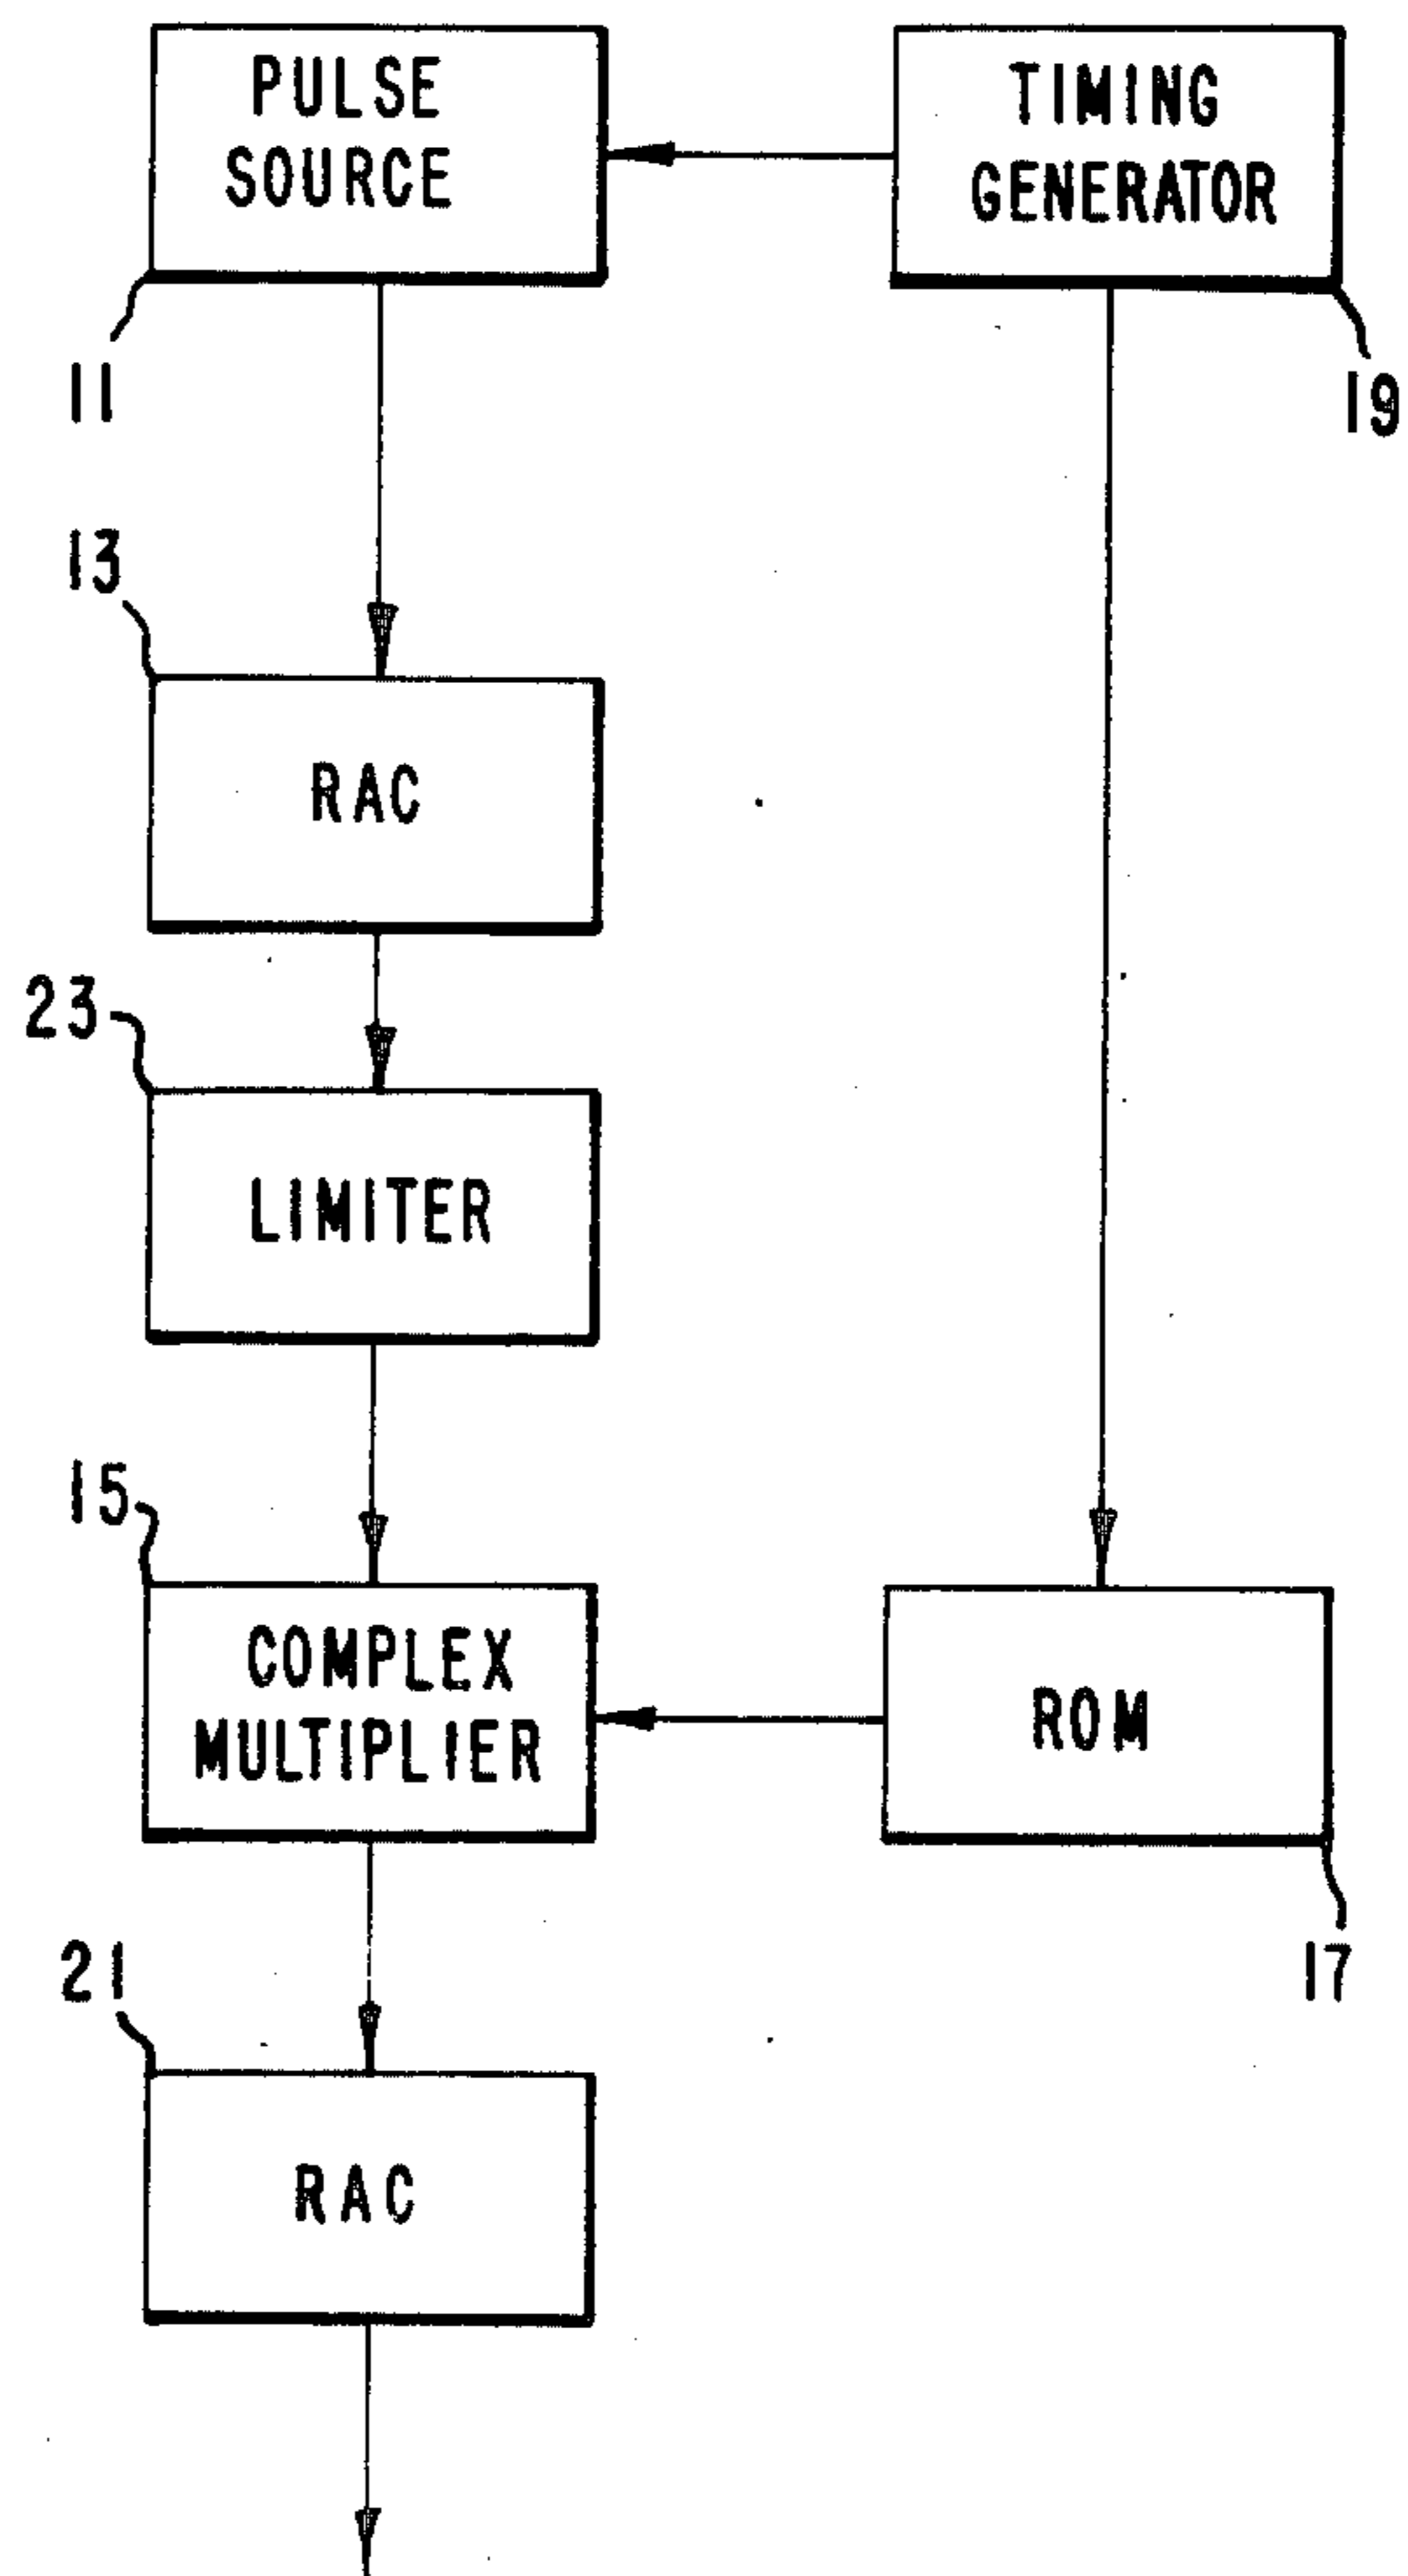 PULSE
SOURCE
TIMING
GENERATOR
11
19
13
RAC
23
LIMITER
15
COMPLEX
MULTIPLIER
ROM
17
21
RAC